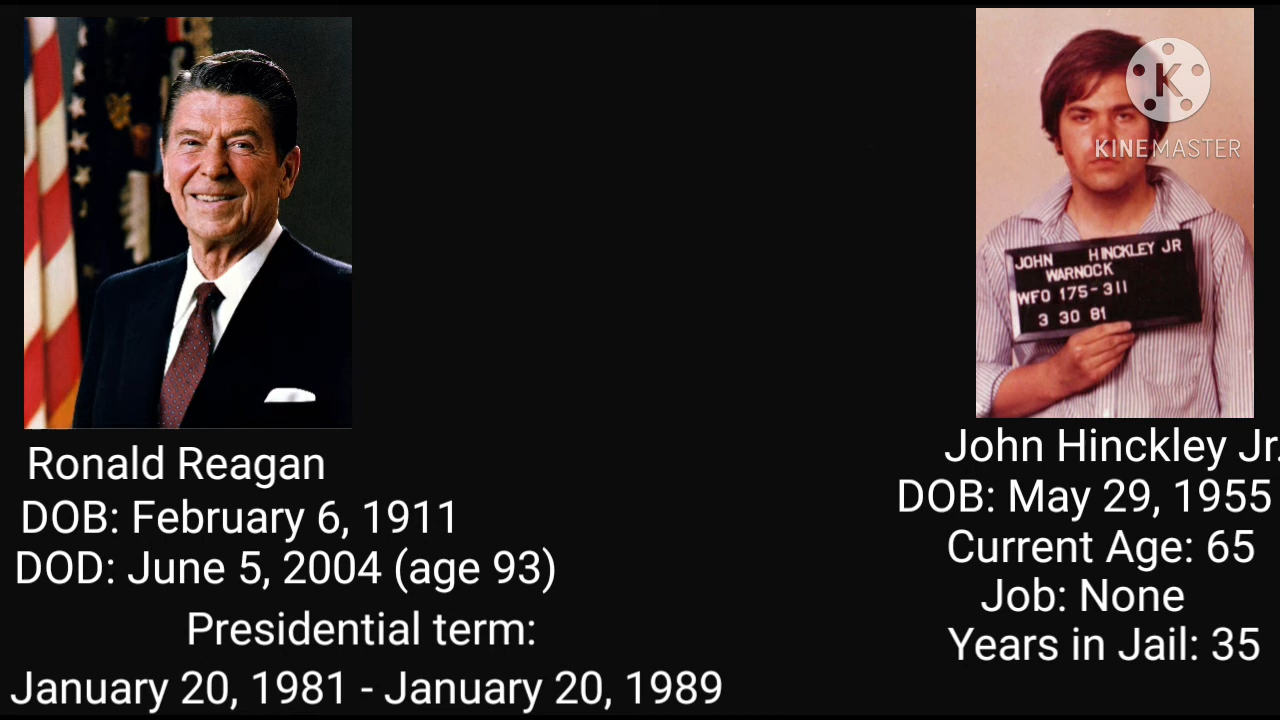 Ronald Reagan
DOB: February 6, 1911
DOD: June 5, 2004 (age 93)
Presidential term:
January 20, 1981 - January 20, 1989
K
KINEMASTER
JOHN HINCKLEY JR
WARNOCK
WFO 175-311
3 30 81
John Hinckley Jr.
DOB: May 29, 1955
Current Age: 65
Job: None
Years in Jail: 35